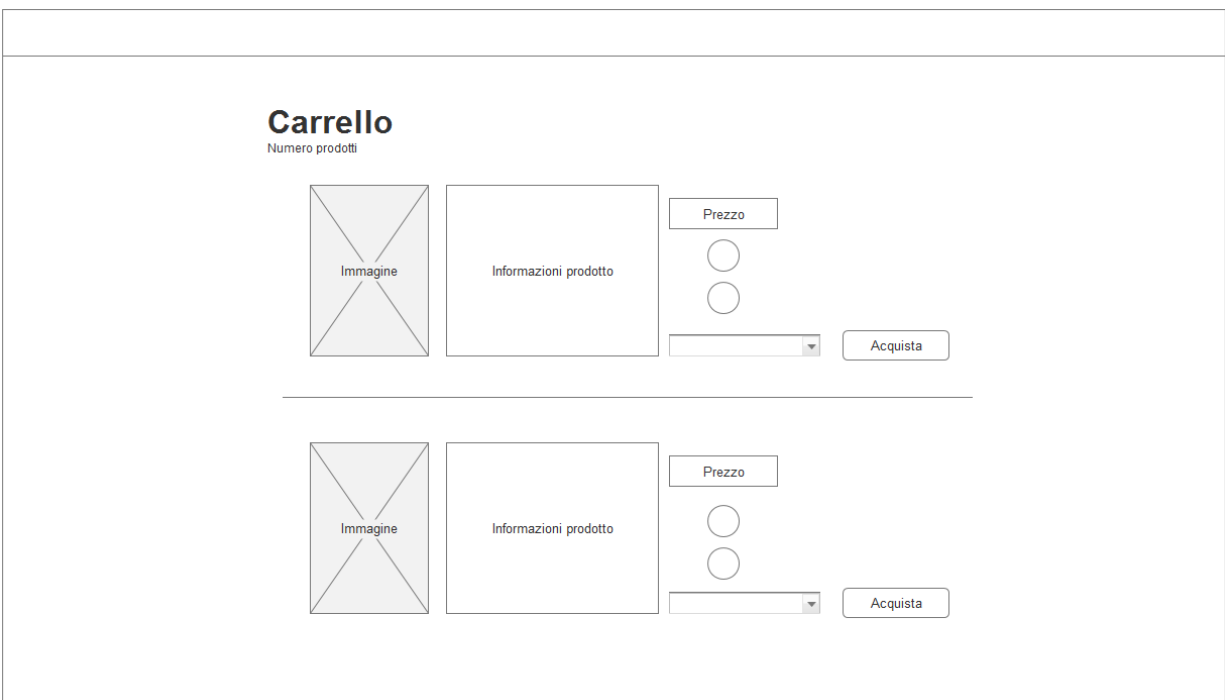 Carrello
Numero prodotti
Immagine
Informazioni prodotto
Prezzo
Acquista
Immagine
Informazioni prodotto
Prezzo
Acquista